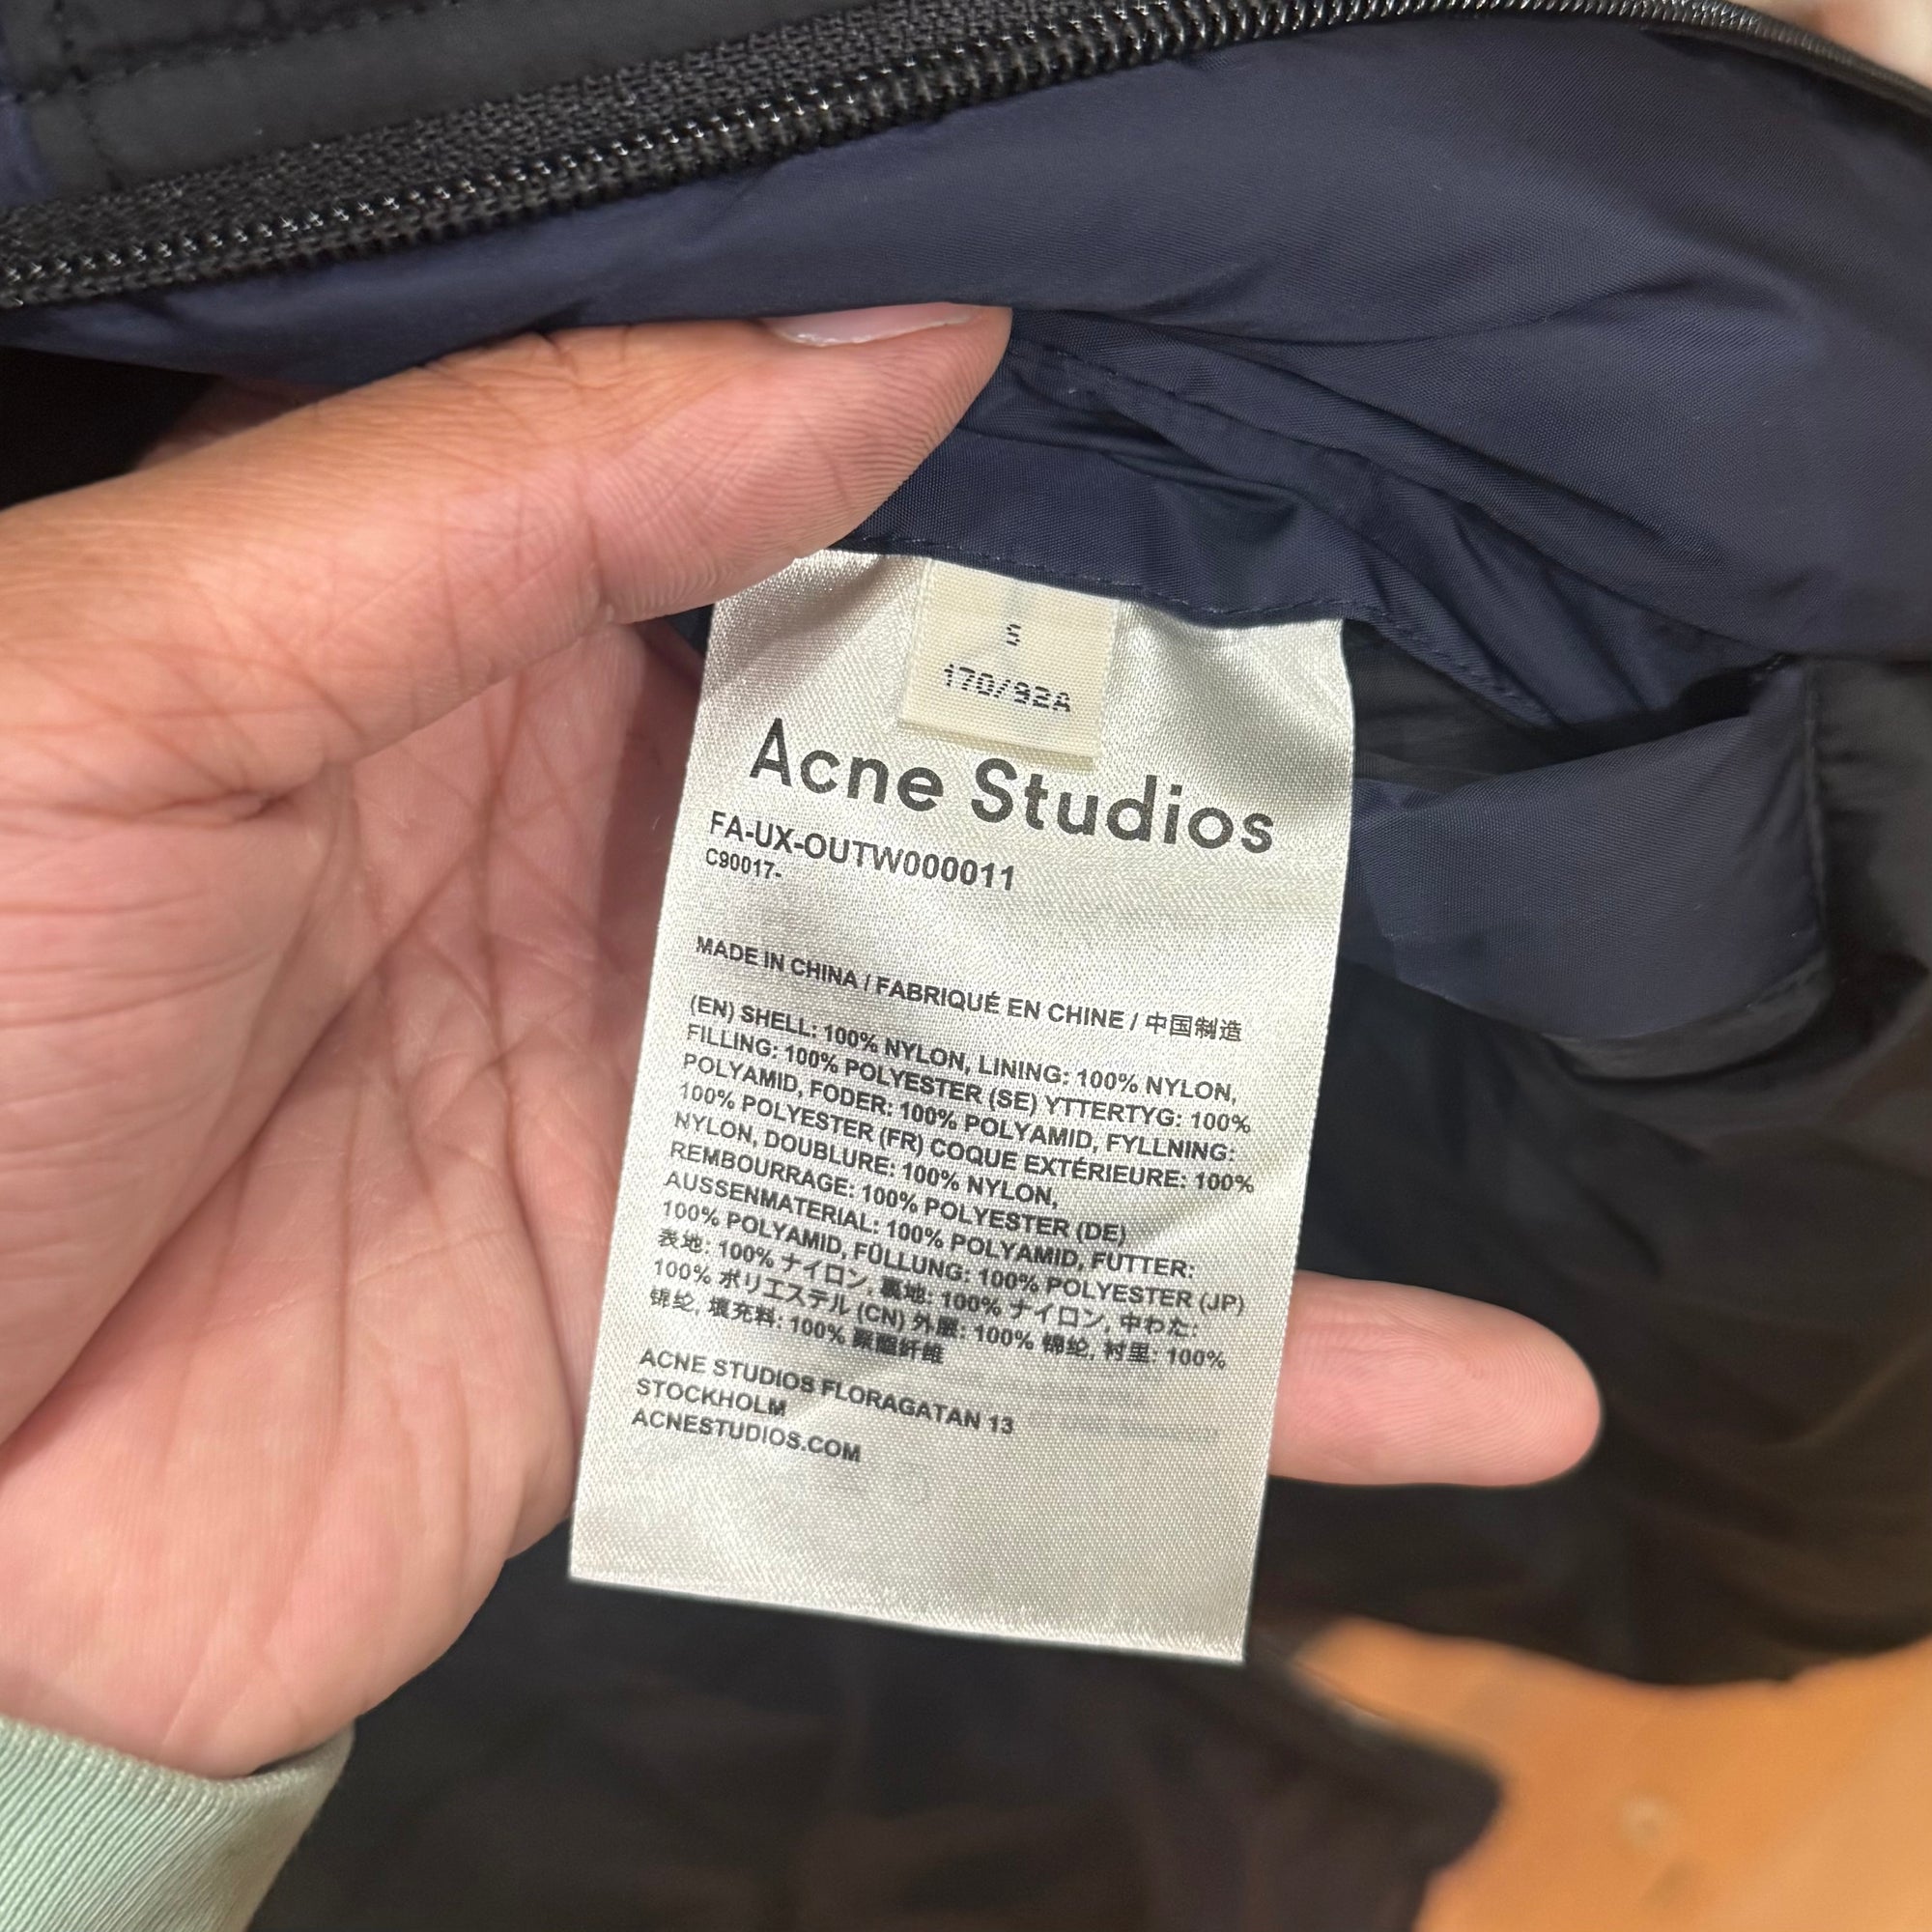 S
170/92A
Acne Studios
FA-UX-OUTW000011
C90017-
MADE IN CHINA / FABRIQUÉ EN CHINE / 中国制造
(EN) SHELL: 100% NYLON, LINING: 100% NYLON,
FILLING: 100% POLYESTER (SE) YTTERTYG: 100%
POLYAMID, FODER: 100% POLYAMID, FYLLNING:
100% POLYESTER (FR) COQUE EXTÉRIEURE: 100%
NYLON, DOUBLURE: 100% NYLON,
REMBOURRAGE: 100% POLYESTER (DE)
AUSSENMATERIAL: 100% POLYAMID, FUTTER:
100% POLYAMID, FÜLLUNG: 100% POLYESTER (JP)
表地: 100% ナイロン, 裏地: 100% ナイロン, 中わた:
100% ポリエステル (CN) 外层: 100% 锦纶, 衬里: 100%
锦纶, 填充料: 100% 聚酯纤维
ACNE STUDIOS FLORAGATAN 13
STOCKHOLM
ACNESTUDIOS.COM